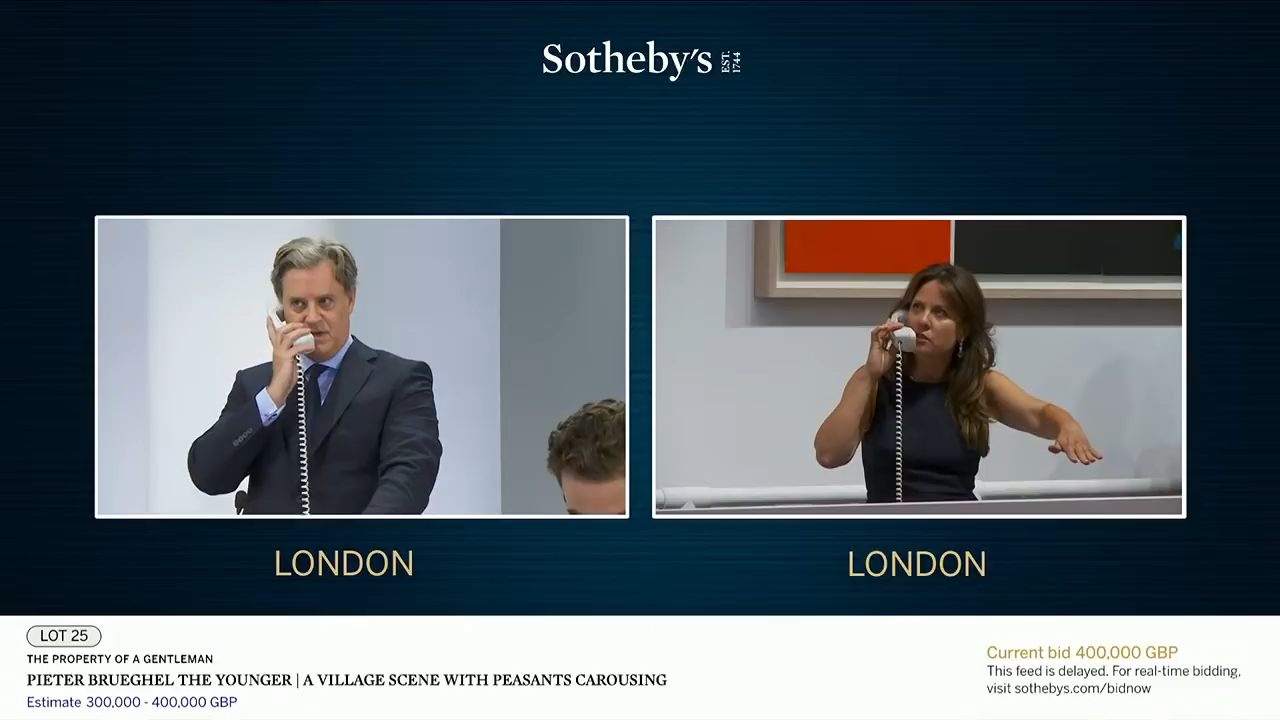 Sotheby's EST. 1744
LONDON
LONDON
LOT 25
THE PROPERTY OF A GENTLEMAN
PIETER BRUEGHEL THE YOUNGER | A VILLAGE SCENE WITH PEASANTS CAROUSING
Estimate 300,000 - 400,000 GBP
Current bid 400,000 GBP
This feed is delayed. For real-time bidding,
visit sothebys.com/bidnow